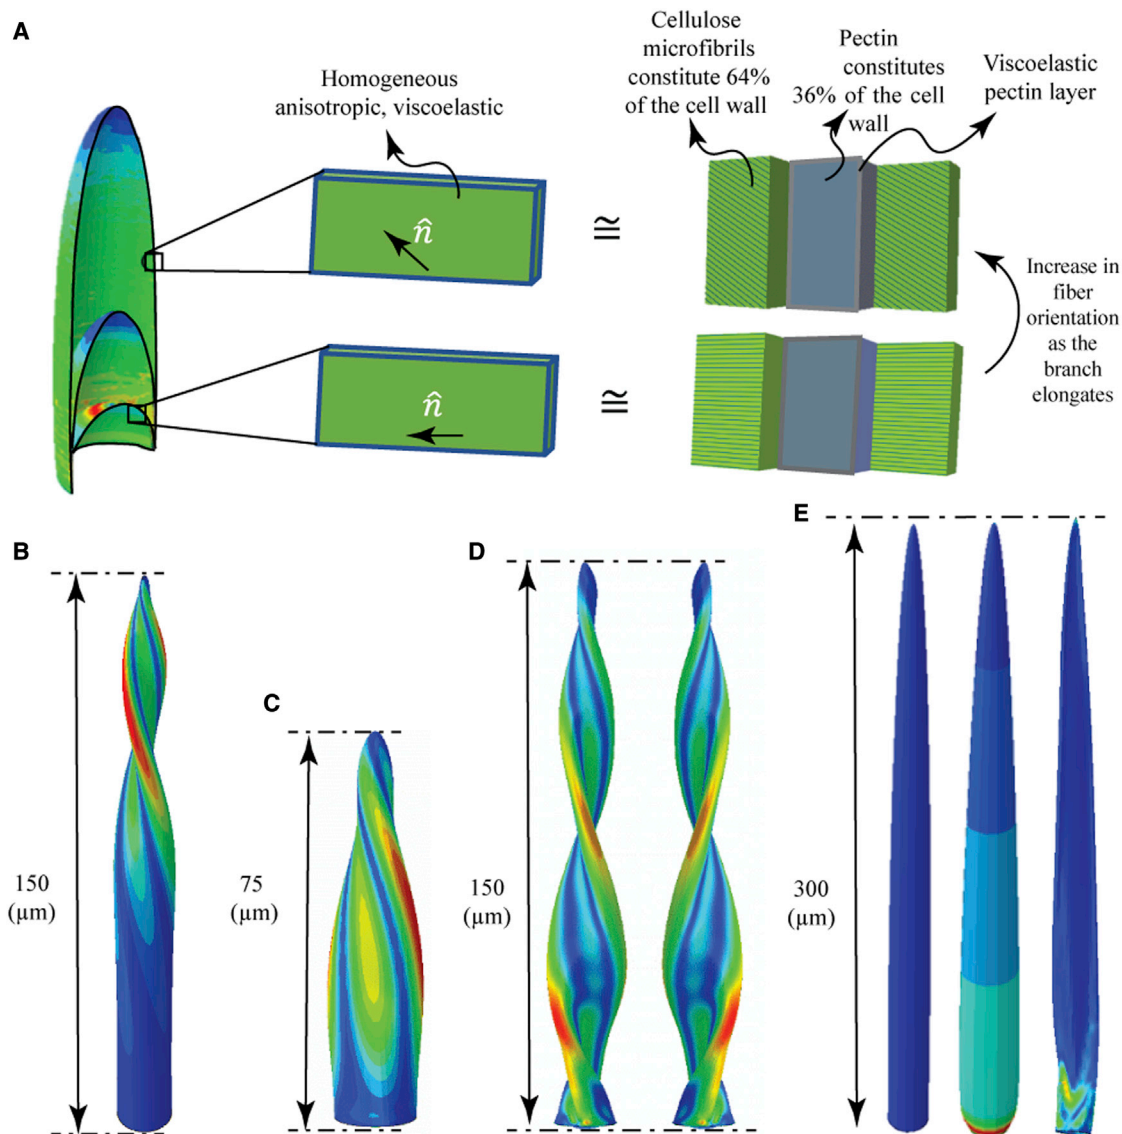 A
Homogeneous
anisotropic, viscoelastic
Cellulose
microfibrils
constitute 64%
of the cell wall
Pectin
constitutes
36% of the cell
wall
Viscoelastic
pectin layer
n̂
≅
n̂
≅
Increase in
fiber
orientation
as the
branch
elongates
B
150
(µm)
C
75
(µm)
D
150
(µm)
E
300
(µm)